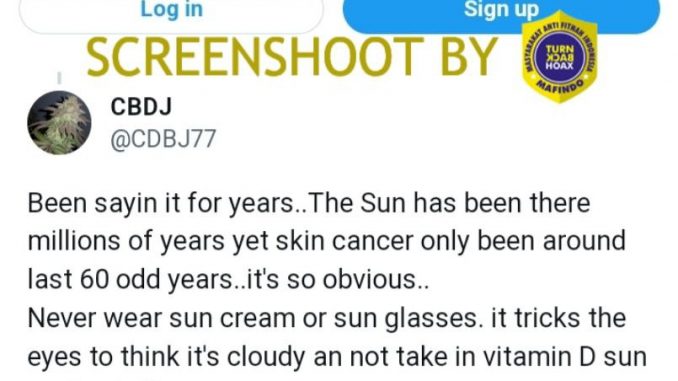 Log in
Sign up
SCREENSHOOT BY
MASYARAKAT ANTI FITNAH INDONESIA
TURN
BACK
HOAX
MAFINDO
CBDJ
@CDBJ77
Been sayin it for years..The Sun has been there
millions of years yet skin cancer only been around
last 60 odd years..it's so obvious..
Never wear sun cream or sun glasses. it tricks the
eyes to think it's cloudy an not take in vitamin D sun